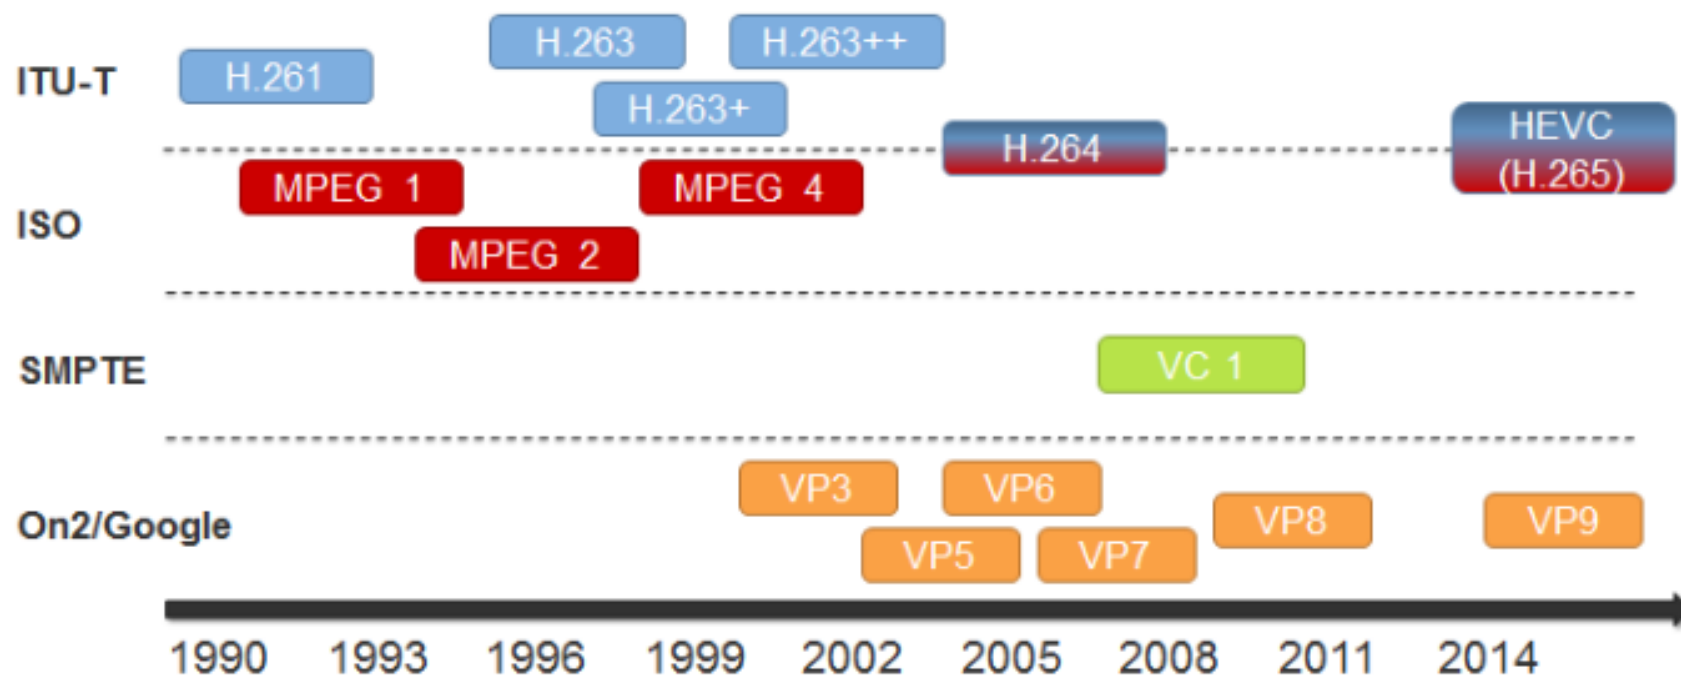 ITU-T
H.261
H.263
H.263+
H.263++
H.264
HEVC
(H.265)
ISO
MPEG 1
MPEG 2
MPEG 4
SMPTE
VC 1
On2/Google
VP3
VP5
VP6
VP7
VP8
VP9
1990 1993 1996 1999 2002 2005 2008 2011 2014